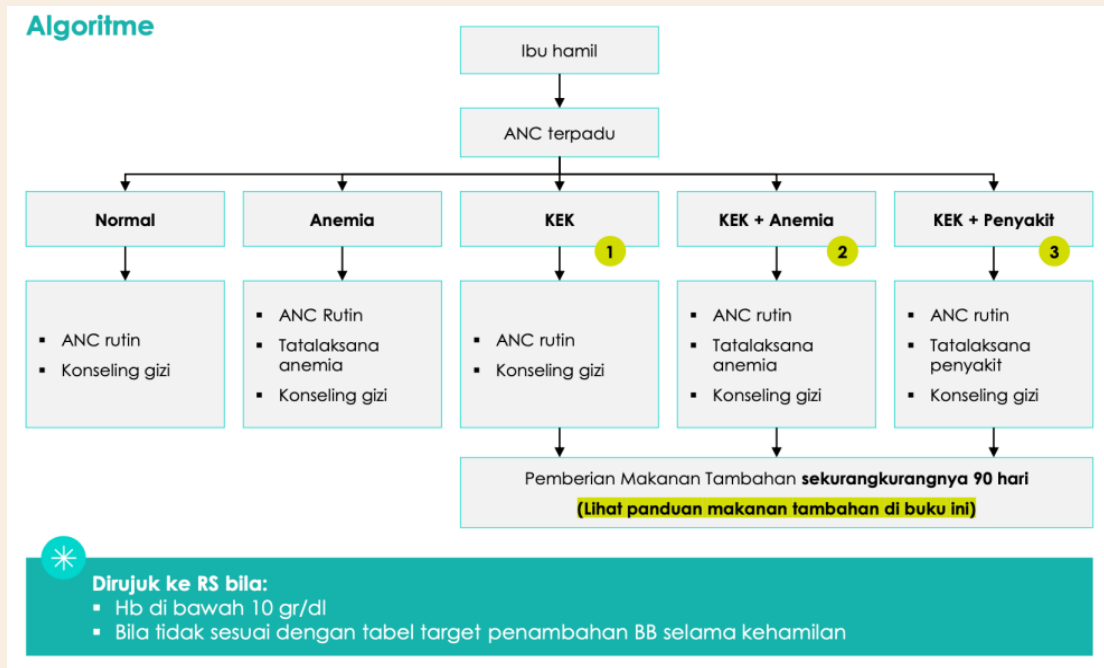 Algoritme
Ibu hamil
ANC terpadu
Normal
Anemia
KEK
KEK + Anemia
KEK + Penyakit
1
2
3
▪ ANC rutin
▪ Konseling gizi
▪ ANC Rutin
▪ Tatalaksana
anemia
▪ Konseling gizi
▪ ANC rutin
▪ Konseling gizi
▪ ANC rutin
▪ Tatalaksana
anemia
▪ Konseling gizi
▪ ANC rutin
▪ Tatalaksana
penyakit
▪ Konseling gizi
Pemberian Makanan Tambahan sekurangkurangnya 90 hari
(Lihat panduan makanan tambahan di buku ini)
Dirujuk ke RS bila:
▪ Hb di bawah 10 gr/dl
▪ Bila tidak sesuai dengan tabel target penambahan BB selama kehamilan